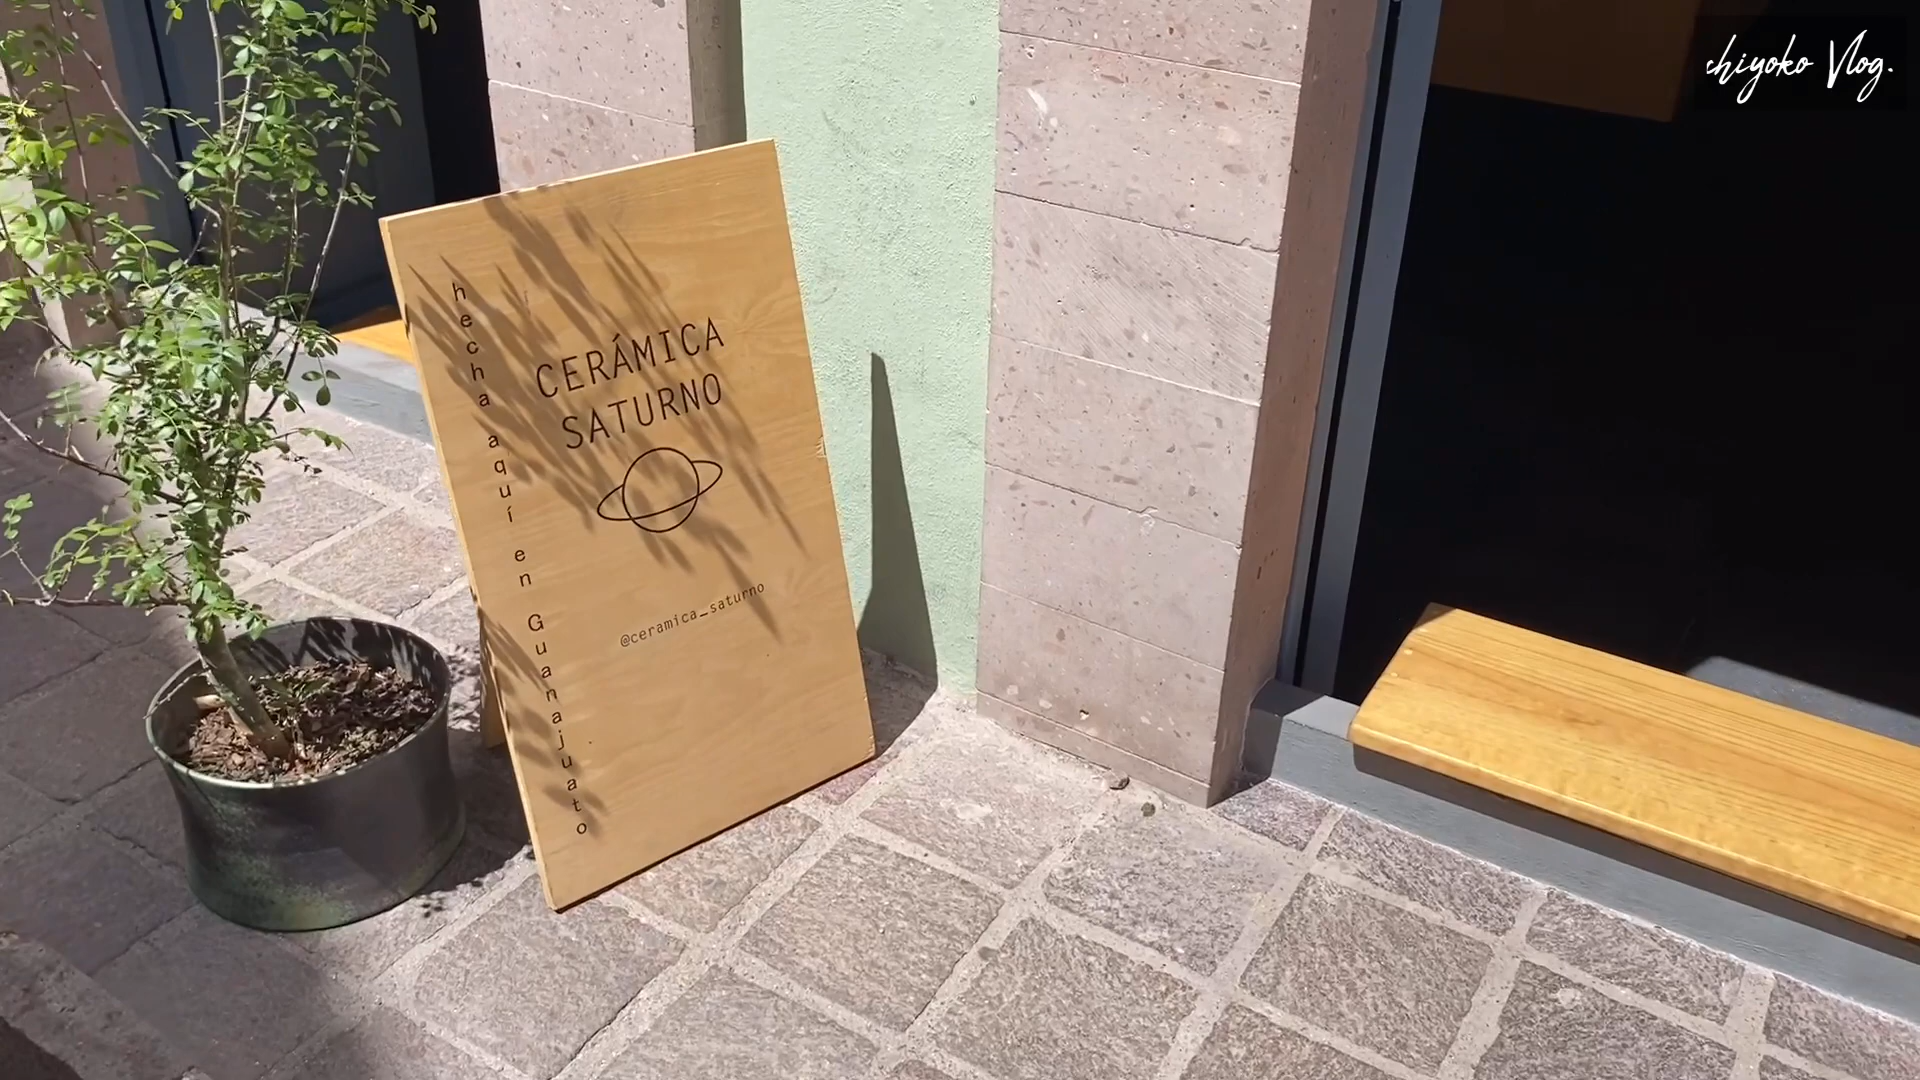 chiyoko Vlog.
hecha aquí en Guanajuato
CERÁMICA
SATURNO
@ceramica_saturno